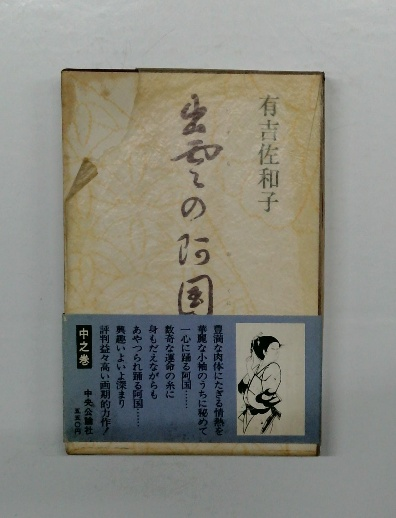 有吉佐和子
出雲の阿国
豊満な肉体にたぎる情熱を
華麗な小袖のうちに秘めて
一心に踊る阿国……
数奇な運命の糸に
身もだえながらも
あやつられ踊る阿国……
興趣いよいよ深まり
評判益々高い画期的力作!
中央公論社
中之巻